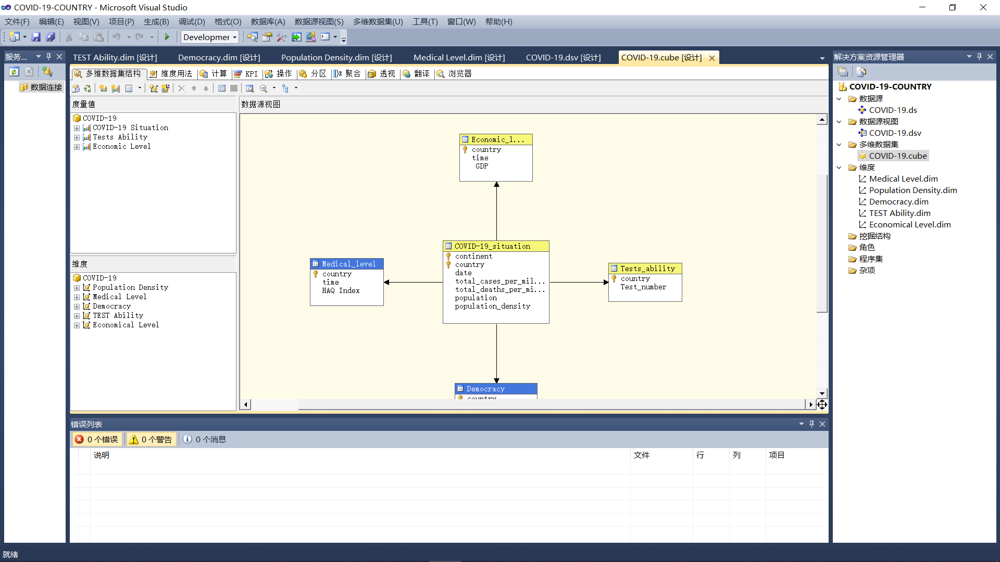 COVID-19-COUNTRY - Microsoft Visual Studio
文件(F) 编辑(E) 视图(V) 项目(P) 生成(B) 调试(D) 格式(O) 数据库(A) 数据源视图(S) 多维数据集(U) 工具(T) 窗口(W) 帮助(H)
Developmer
服务...
数据连接
TEST Ability.dim [设计] Democracy.dim [设计] Population Density.dim [设计] Medical Level.dim [设计] COVID-19.dsv [设计] COVID-19.cube [设计]
多维数据集结构 维度用法 计算 KPI 操作 分区 聚合 透视 翻译 浏览器
度量值
COVID-19
COVID-19 Situation
Tests Ability
Economic Level
维度
COVID-19
Population Density
Medical Level
Democracy
TEST Ability
Economical Level
数据源视图
Economic_l...
country
time
GDP
COVID-19_situation
continent
country
date
total_cases_per_mil...
total_deaths_per_mi...
population
population_density
Medical_level
country
time
HAQ Index
Tests_ability
country
Test_number
Democracy
country
错误列表
0 个错误 0 个警告 0 个消息
说明 文件 行 列 项目
解决方案资源管理器
COVID-19-COUNTRY
数据源
COVID-19.ds
数据源视图
COVID-19.dsv
多维数据集
COVID-19.cube
维度
Medical Level.dim
Population Density.dim
Democracy.dim
TEST Ability.dim
Economical Level.dim
挖掘结构
角色
程序集
杂项
就绪